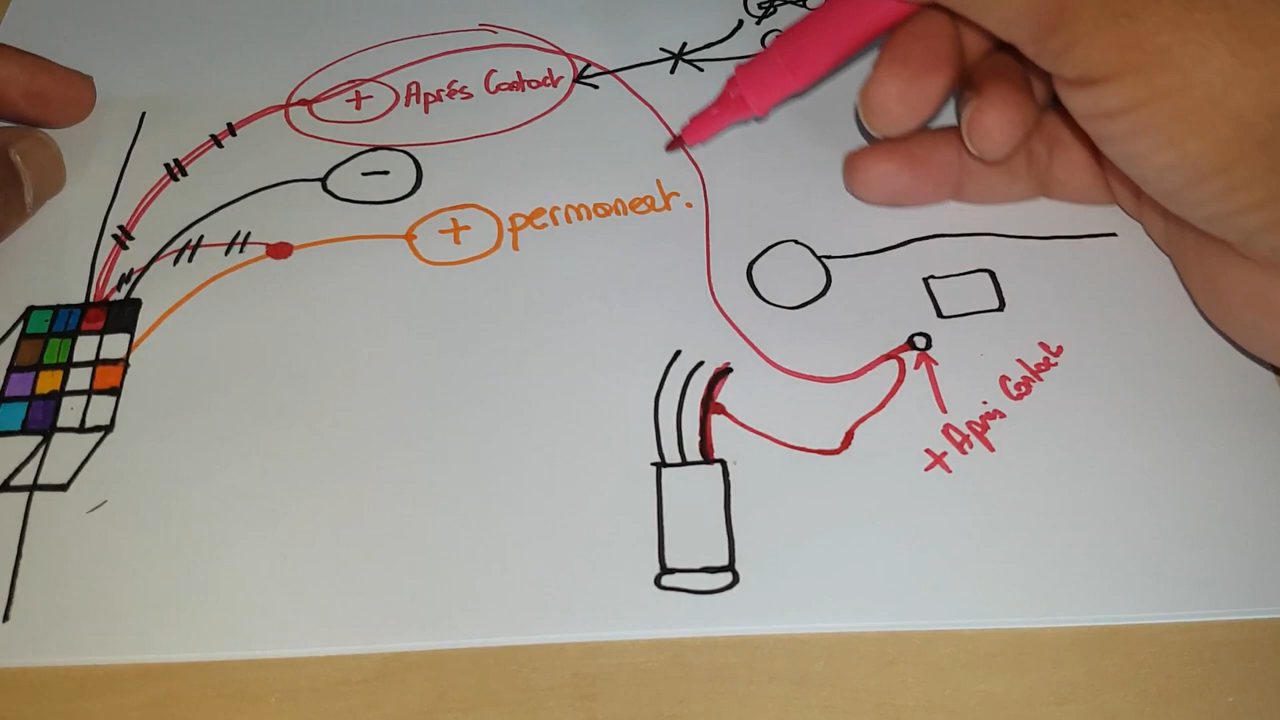 + Après Contact
−
+ permanent.
+ Après Contact